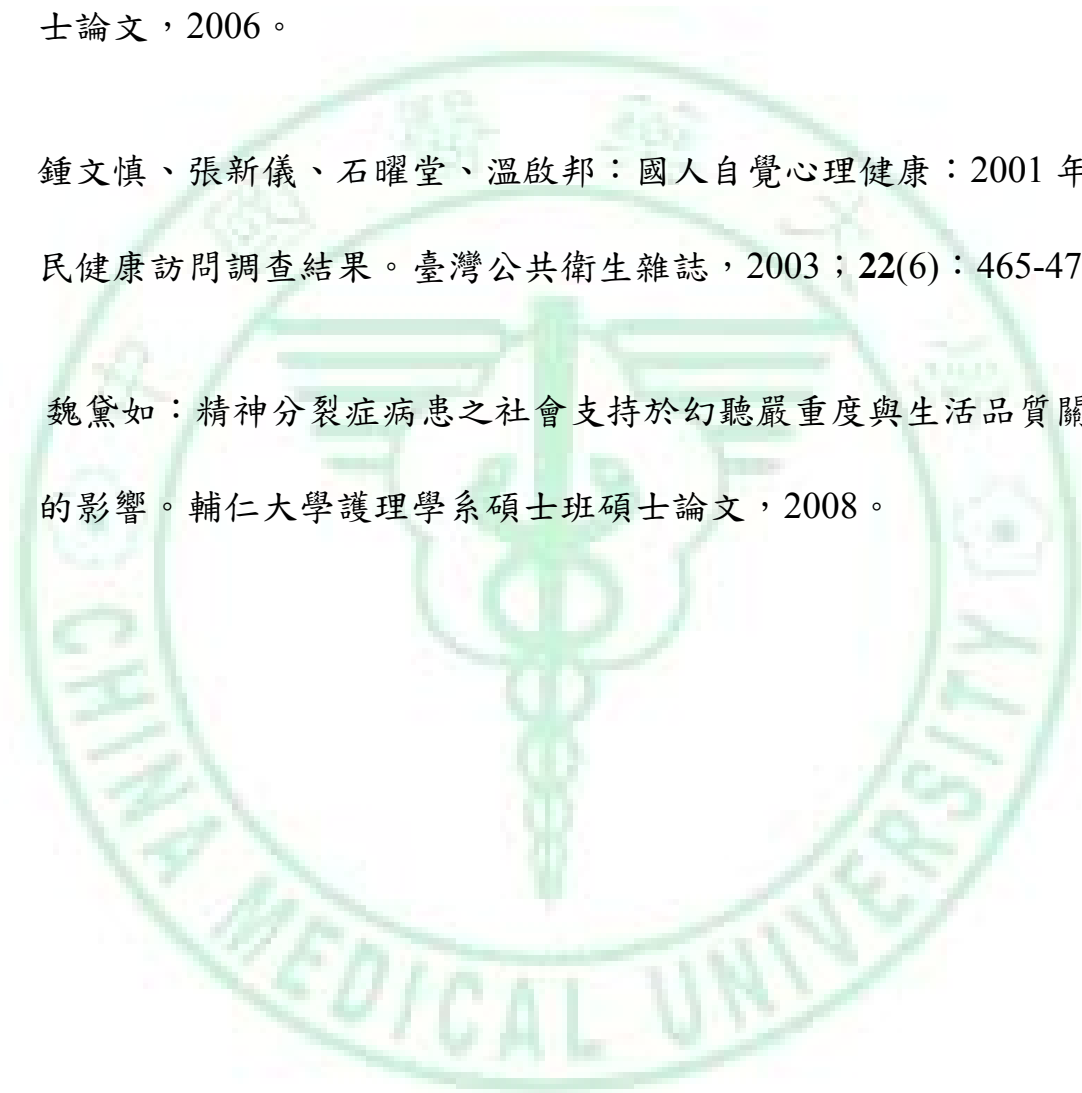 士論文，2006。
鍾文慎、張新儀、石曜堂、溫啟邦：國人自覺心理健康：2001 年
民健康訪問調查結果。臺灣公共衛生雜誌，2003；22(6)：465-47
魏黛如：精神分裂症病患之社會支持於幻聽嚴重度與生活品質關
的影響。輔仁大學護理學系碩士班碩士論文，2008。
CHINA MEDICAL UNIVERSITY